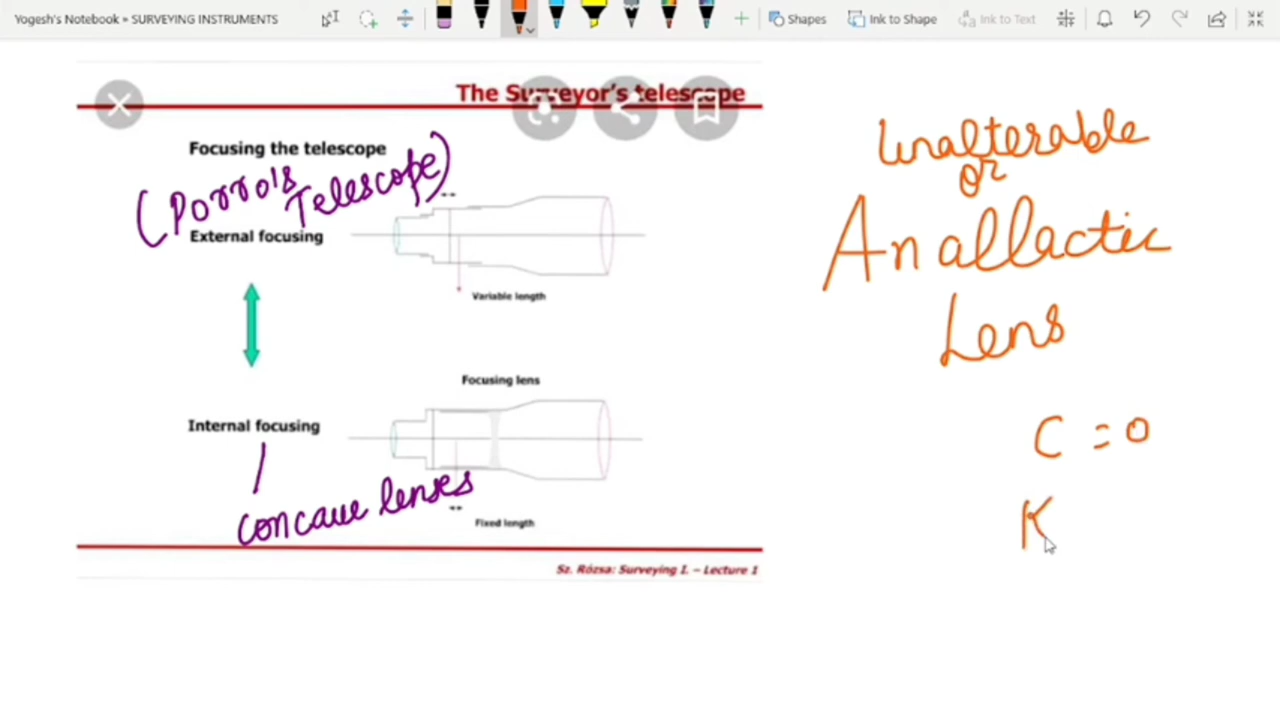 Yogesh's Notebook » SURVEYING INSTRUMENTS
Shapes
Ink to Shape
Ink to Text
The Surveyor's telescope
Focusing the telescope
(Porro's Telescope)
External focusing
Variable length
Focusing lens
Internal focusing
concave lenses
Fixed length
Sz. Rózsa: Surveying I. – Lecture 1
Unalterable
or
Anallactic
Lens
C = 0
K